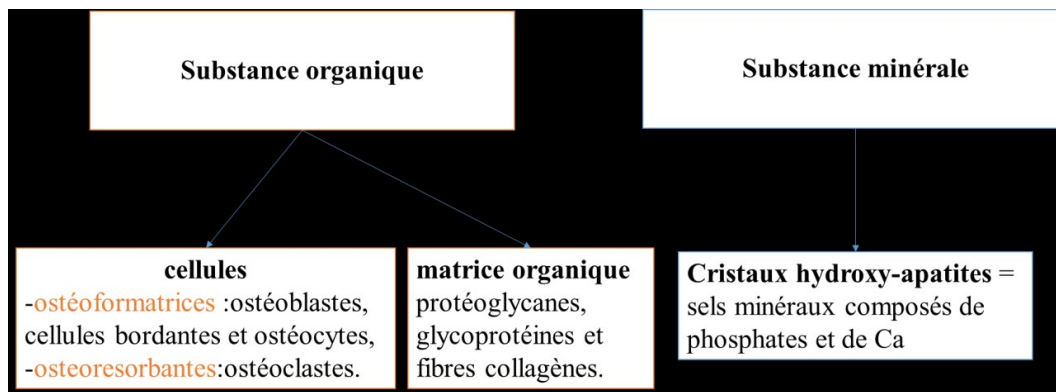 Substance organique
Substance minérale
cellules
-ostéoformatrices :ostéoblastes,
cellules bordantes et ostéocytes,
-osteoresorbantes:ostéoclastes.
matrice organique
protéoglycanes,
glycoprotéines et
fibres collagènes.
Cristaux hydroxy-apatites =
sels minéraux composés de
phosphates et de Ca